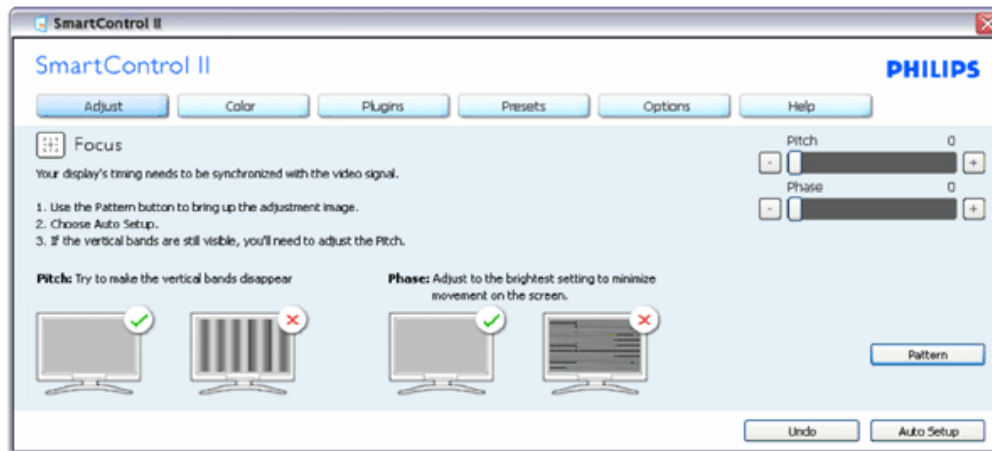 SmartControl II
SmartControl II
PHILIPS
Adjust Color Plugins Presets Options Help
Focus
Your display's timing needs to be synchronized with the video signal.
1. Use the Pattern button to bring up the adjustment image.
2. Choose Auto Setup.
3. If the vertical bands are still visible, you'll need to adjust the Pitch.
Pitch 0
- +
Phase 0
- +
Pitch: Try to make the vertical bands disappear
Phase: Adjust to the brightest setting to minimize
movement on the screen.
Pattern
Undo Auto Setup